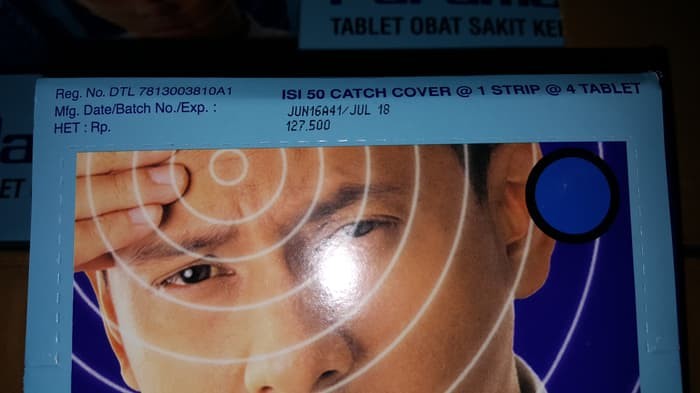 TABLET OBAT SAKIT
Reg. No. DTL 7813003810A1
ISI 50 CATCH COVER @ 1 STRIP @ 4 TABLET
Mfg. Date/Batch No./Exp. :
JUN16A41/JUL 18
HET : Rp.
127.500